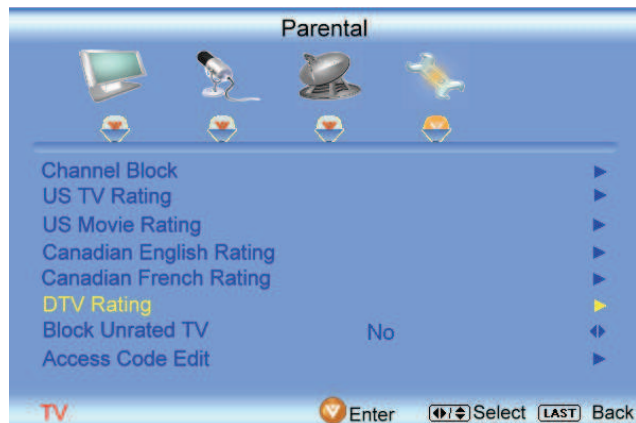 Parental
Channel Block
US TV Rating
US Movie Rating
Canadian English Rating
Canadian French Rating
DTV Rating
Block Unrated TV No
Access Code Edit
TV Enter Select LAST Back